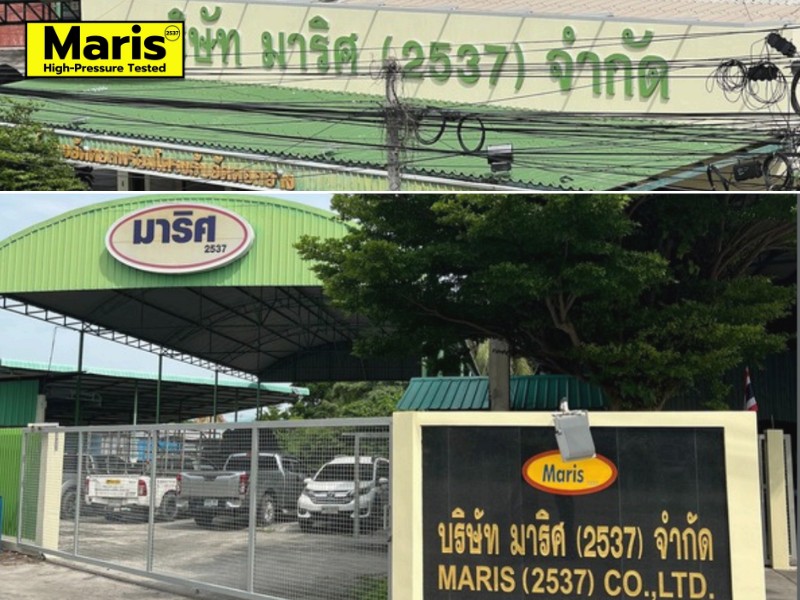 Maris 2537
High-Pressure Tested
บริษัท มาริศ (2537) จำกัด
มาริศ
2537
Maris
บริษัท มาริศ (2537) จำกัด
MARIS (2537) CO.,LTD.